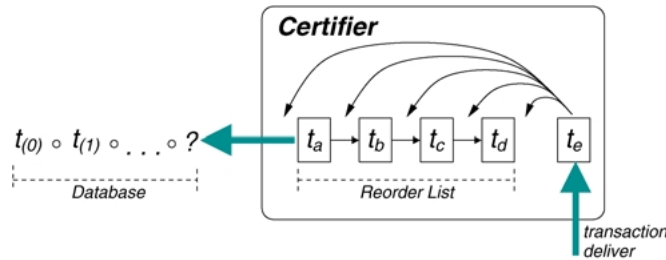 Certifier
t(0) ∘ t(1) ∘ . . . ∘ ?
ta
tb
tc
td
te
Database
Reorder List
transaction
deliver